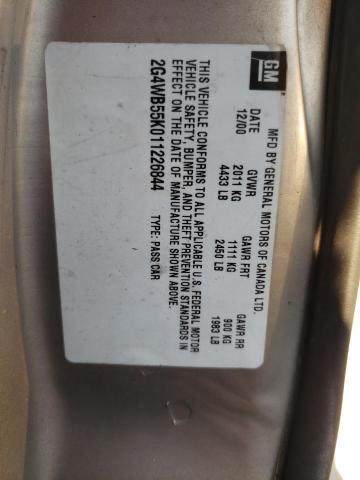 GM
MFD BY GENERAL MOTORS OF CANADA LTD.
DATE GVWR GAWR FRT GAWR RR
12/00 2011 KG 1111 KG 900 KG
4433 LB 2450 LB 1983 LB
THIS VEHICLE CONFORMS TO ALL APPLICABLE U.S. FEDERAL MOTOR
VEHICLE SAFETY, BUMPER, AND THEFT PREVENTION STANDARDS IN
EFFECT ON THE DATE OF MANUFACTURE SHOWN ABOVE.
2G4WB55K011226844 TYPE: PASS CAR